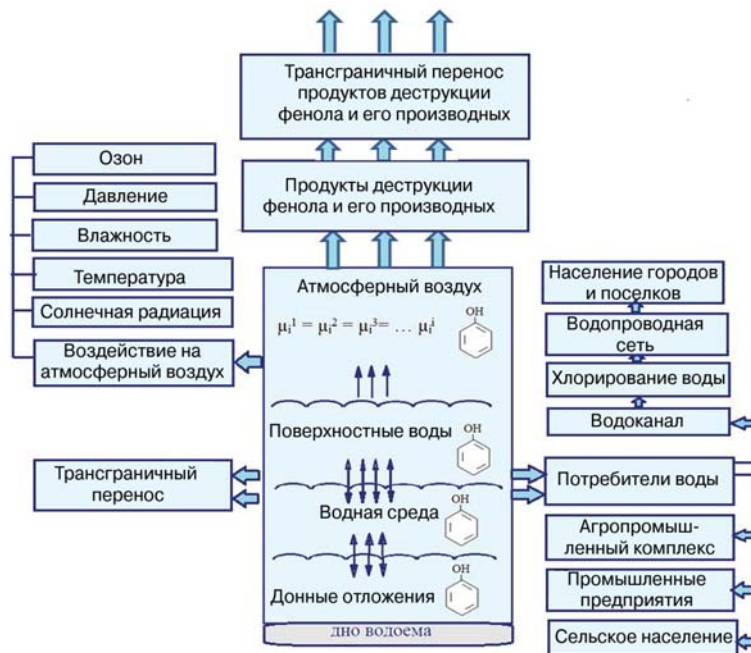 Трансграничный перенос
продуктов деструкции
фенола и его производных
Продукты деструкции
фенола и его производных
Озон
Давление
Влажность
Температура
Солнечная радиация
Воздействие на
атмосферный воздух
Трансграничный
перенос
Атмосферный воздух
μᵢ¹ = μᵢ² = μᵢ³= ... μᵢⁱ
OH
Поверхностные воды
OH
Водная среда
OH
Донные отложения
OH
дно водоема
Население городов
и поселков
Водопроводная
сеть
Хлорирование воды
Водоканал
Потребители воды
Агропромыш-
ленный комплекс
Промышленные
предприятия
Сельское население